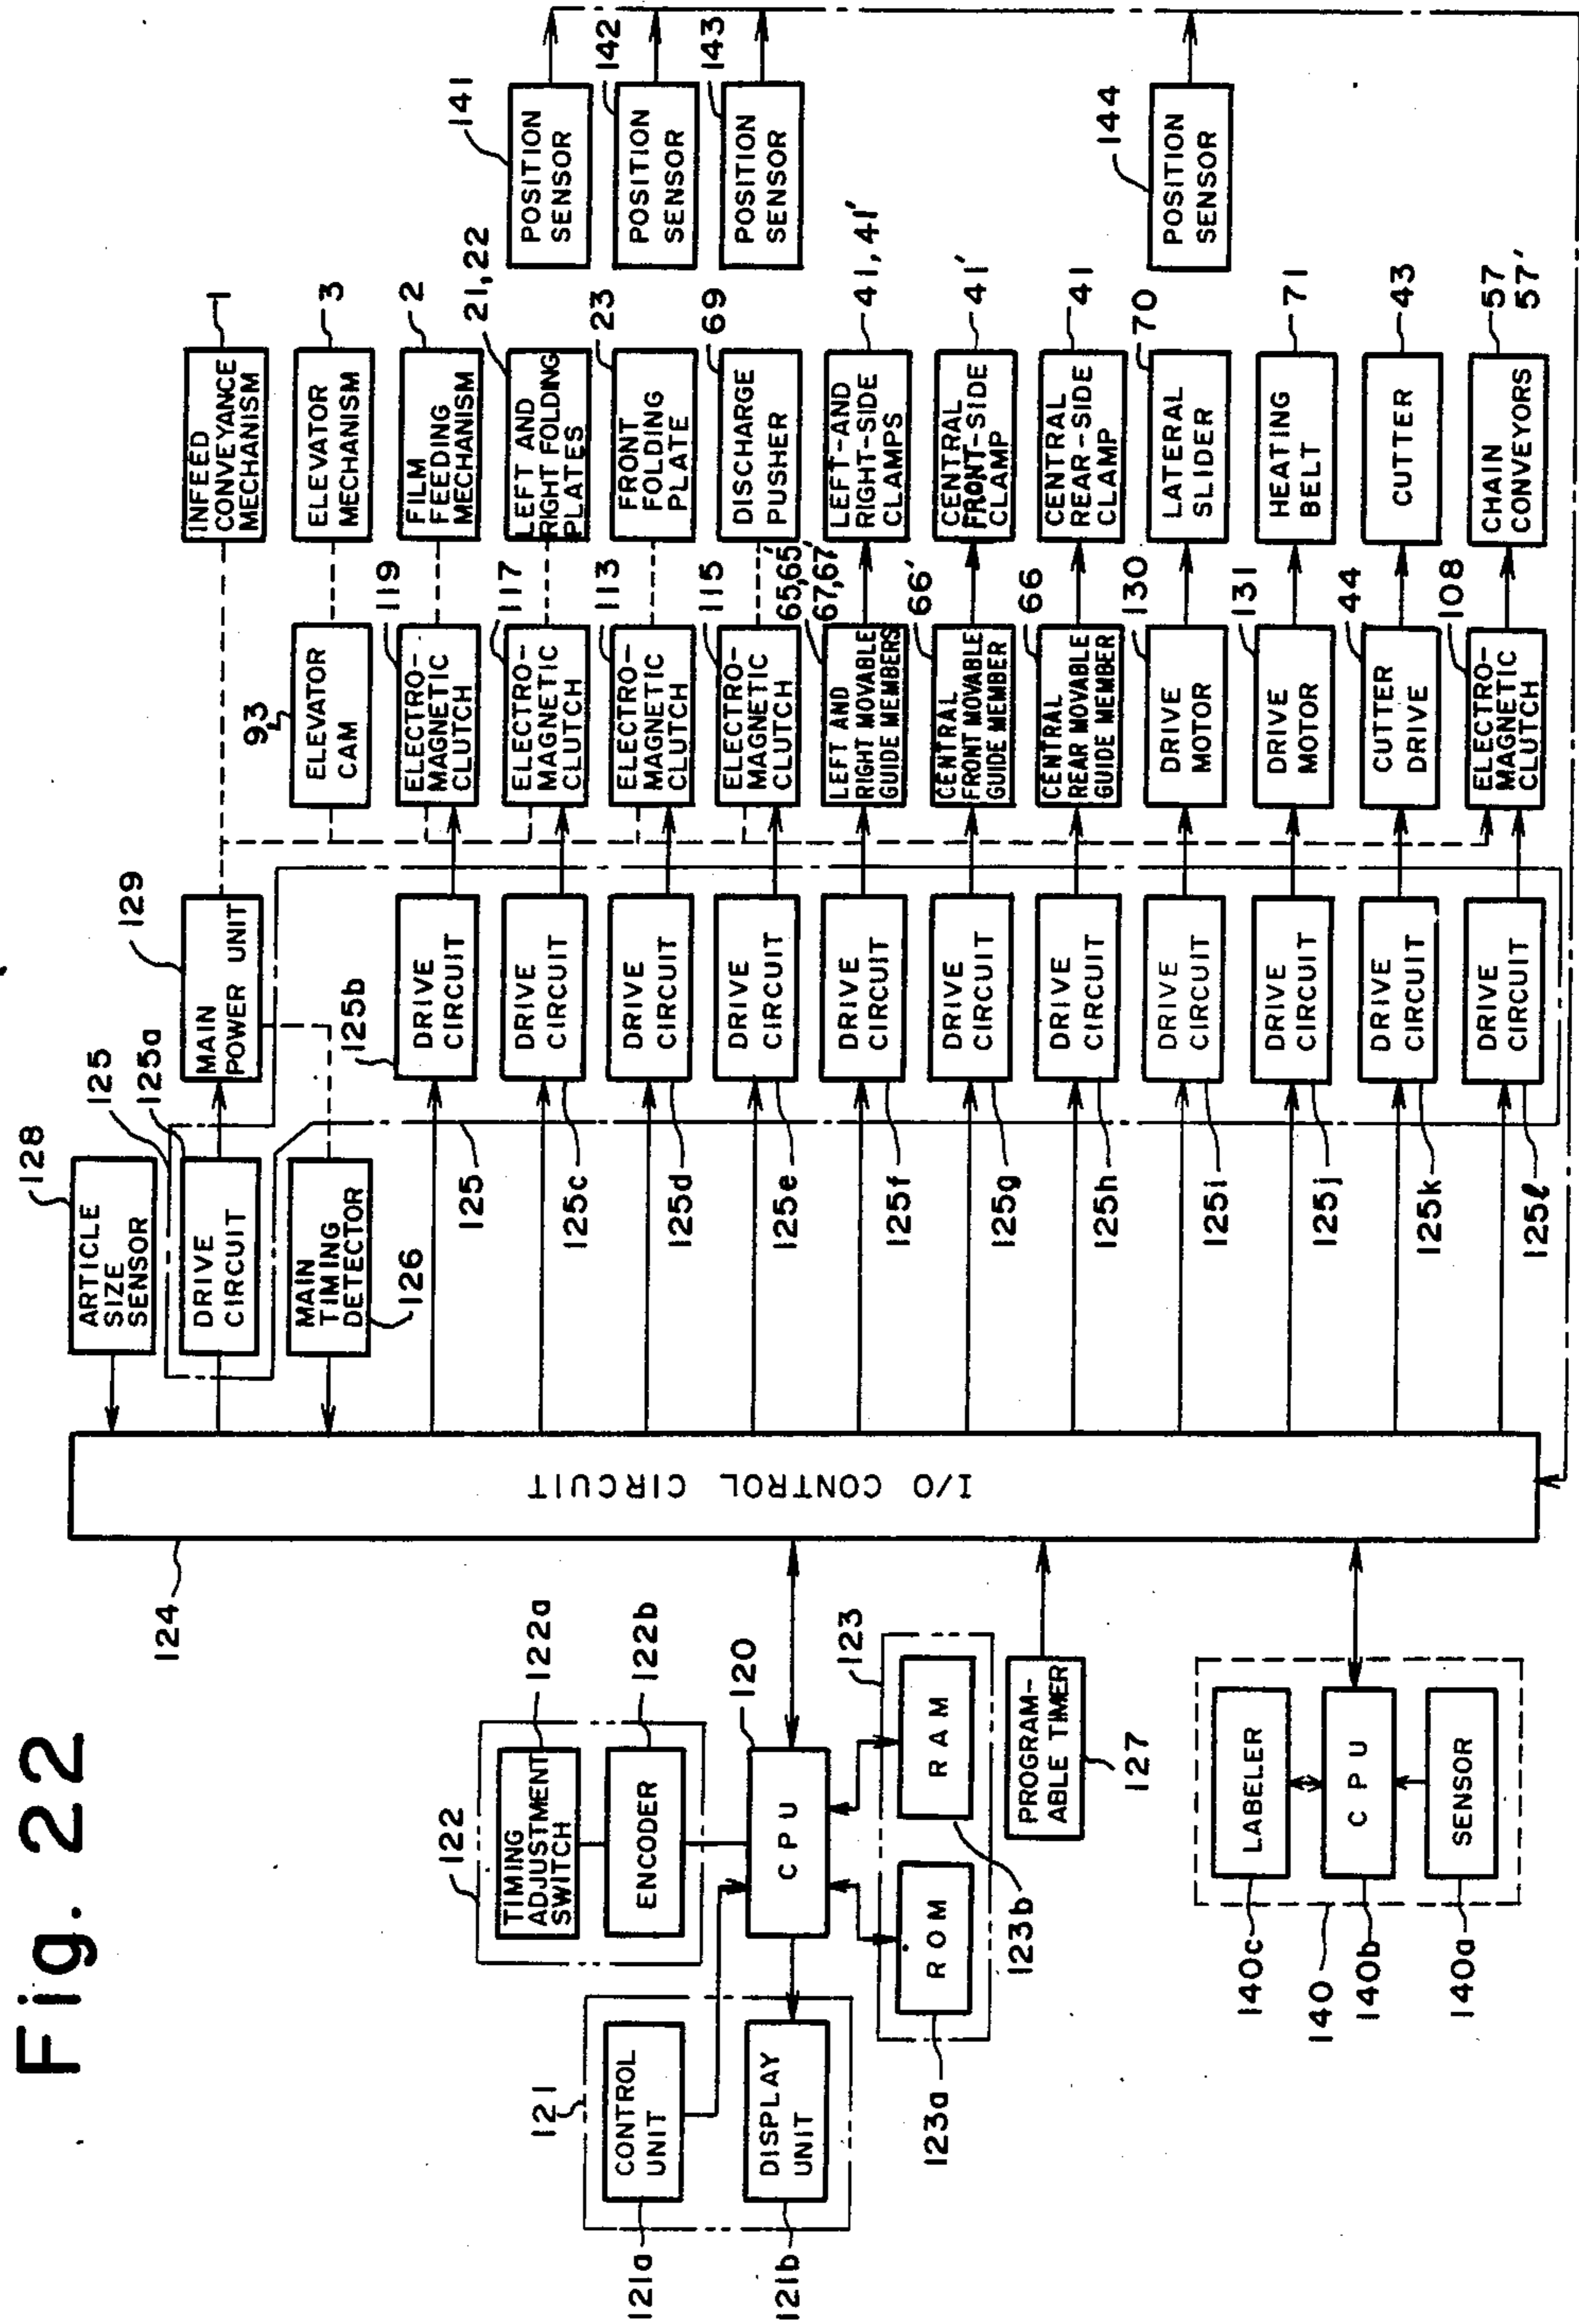 Fig. 22
128
ARTICLE
SIZE
SENSOR
125
125a
DRIVE
CIRCUIT
129
MAIN
POWER UNIT
MAIN
TIMING
DETECTOR
126
INFEED
CONVEYANCE
MECHANISM
1
93
ELEVATOR
CAM
ELEVATOR
MECHANISM
3
125b
DRIVE
CIRCUIT
119
ELECTRO-
MAGNETIC
CLUTCH
FILM
FEEDING
MECHANISM
2
125
125c
DRIVE
CIRCUIT
117
ELECTRO-
MAGNETIC
CLUTCH
LEFT AND
RIGHT FOLDING
PLATES
21,22
POSITION
SENSOR
141
125d
DRIVE
CIRCUIT
113
ELECTRO-
MAGNETIC
CLUTCH
FRONT
FOLDING
PLATE
23
POSITION
SENSOR
142
125e
DRIVE
CIRCUIT
115
ELECTRO-
MAGNETIC
CLUTCH
DISCHARGE
PUSHER
69
POSITION
SENSOR
143
125f
DRIVE
CIRCUIT
65,65'
67,67'
LEFT AND
RIGHT MOVABLE
GUIDE MEMBERS
LEFT-AND
RIGHT-SIDE
CLAMPS
41,41'
125g
DRIVE
CIRCUIT
66'
CENTRAL
FRONT MOVABLE
GUIDE MEMBER
CENTRAL
FRONT-SIDE
CLAMP
41'
125h
DRIVE
CIRCUIT
66
CENTRAL
REAR MOVABLE
GUIDE MEMBER
CENTRAL
REAR-SIDE
CLAMP
41
125i
DRIVE
CIRCUIT
130
DRIVE
MOTOR
LATERAL
SLIDER
70
POSITION
SENSOR
144
125j
DRIVE
CIRCUIT
131
DRIVE
MOTOR
HEATING
BELT
71
125k
DRIVE
CIRCUIT
44
CUTTER
DRIVE
CUTTER
43
125ℓ
DRIVE
CIRCUIT
108
ELECTRO-
MAGNETIC
CLUTCH
CHAIN
CONVEYORS
57
57'
124
I/O CONTROL CIRCUIT
122
TIMING
ADJUSTMENT
SWITCH
122a
ENCODER
122b
121
CONTROL
UNIT
121a
DISPLAY
UNIT
121b
CPU
120
123
ROM
123a
RAM
123b
PROGRAM-
ABLE TIMER
127
LABELER
140c
140
CPU
140b
SENSOR
140a